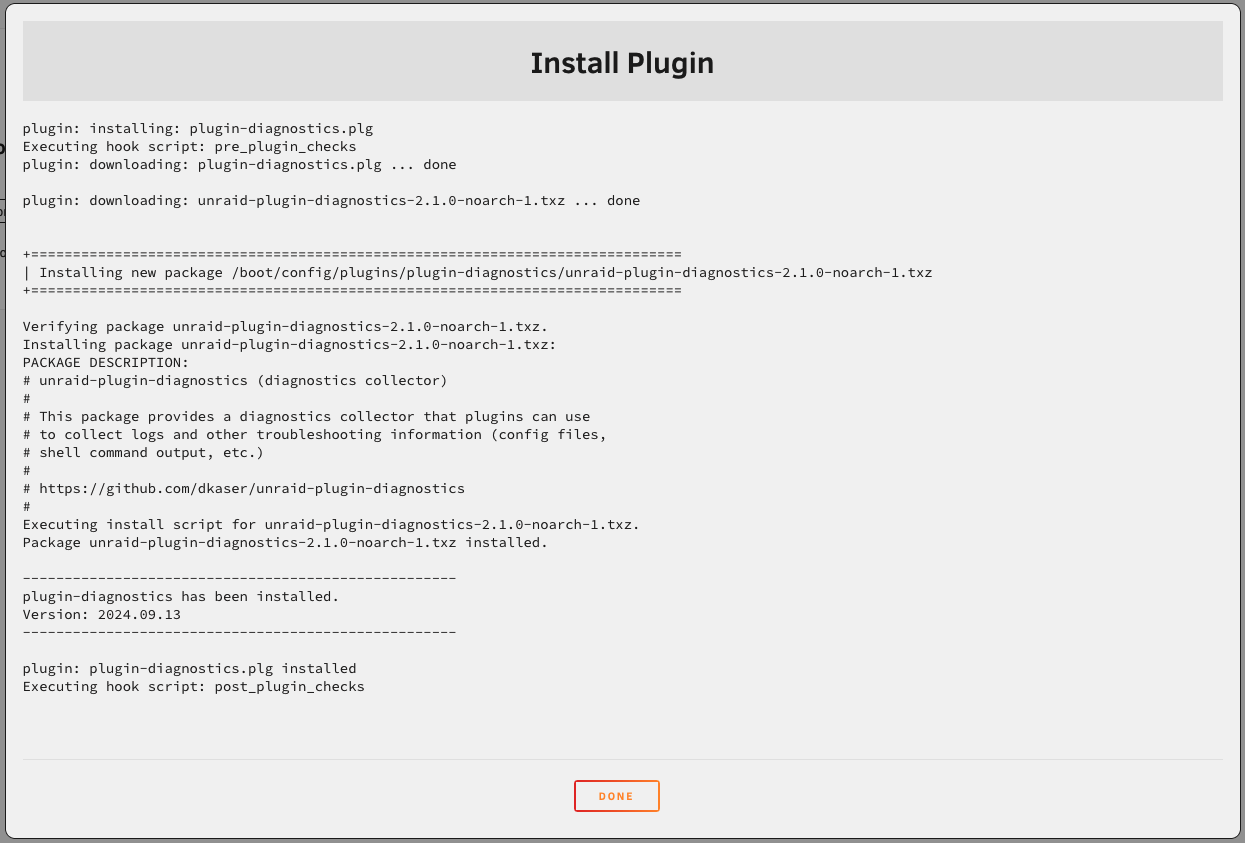 Install Plugin
plugin: installing: plugin-diagnostics.plg
Executing hook script: pre_plugin_checks
plugin: downloading: plugin-diagnostics.plg ... done
plugin: downloading: unraid-plugin-diagnostics-2.1.0-noarch-1.txz ... done
+==============================================================================
| Installing new package /boot/config/plugins/plugin-diagnostics/unraid-plugin-diagnostics-2.1.0-noarch-1.txz
+==============================================================================
Verifying package unraid-plugin-diagnostics-2.1.0-noarch-1.txz.
Installing package unraid-plugin-diagnostics-2.1.0-noarch-1.txz:
PACKAGE DESCRIPTION:
# unraid-plugin-diagnostics (diagnostics collector)
#
# This package provides a diagnostics collector that plugins can use
# to collect logs and other troubleshooting information (config files,
# shell command output, etc.)
#
# https://github.com/dkaser/unraid-plugin-diagnostics
#
Executing install script for unraid-plugin-diagnostics-2.1.0-noarch-1.txz.
Package unraid-plugin-diagnostics-2.1.0-noarch-1.txz installed.
----------------------------------------------------
plugin-diagnostics has been installed.
Version: 2024.09.13
----------------------------------------------------
plugin: plugin-diagnostics.plg installed
Executing hook script: post_plugin_checks
DONE